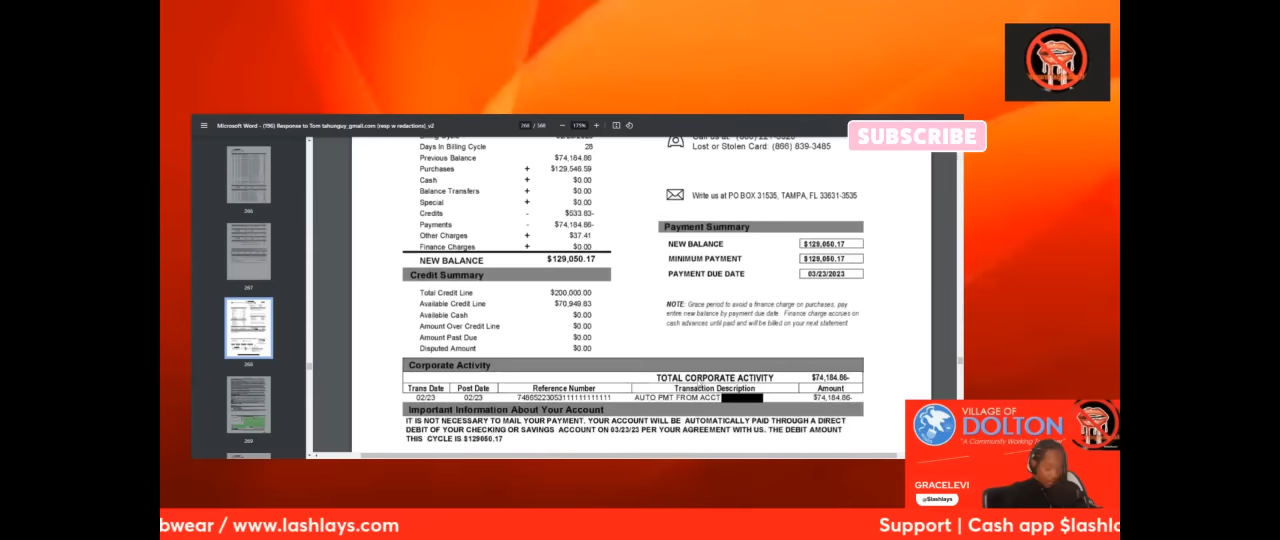 Microsoft Word - (196) Response to Tom tahunguy_gmail.com (resp w redactions)_v2
268 / 508
175%
SUBSCRIBE
Days In Billing Cycle 28
Previous Balance $74,184.86
Purchases + $129,546.59
Cash + $0.00
Balance Transfers + $0.00
Special + $0.00
Credits - $533.83-
Payments - $74,184.86-
Other Charges + $37.41
Finance Charges + $0.00
NEW BALANCE $129,050.17
Lost or Stolen Card: (866) 839-3485
Write us at PO BOX 31535, TAMPA, FL 33631-3535
Payment Summary
NEW BALANCE $129,050.17
MINIMUM PAYMENT $129,050.17
PAYMENT DUE DATE 03/23/2023
NOTE: Grace period to avoid a finance charge on purchases, pay
entire new balance by payment due date. Finance charge accrues on
cash advances until paid and will be billed on your next statement
Credit Summary
Total Credit Line $200,000.00
Available Credit Line $70,949.83
Available Cash $0.00
Amount Over Credit Line $0.00
Amount Past Due $0.00
Disputed Amount $0.00
Corporate Activity
TOTAL CORPORATE ACTIVITY $74,184.86-
Trans Date Post Date Reference Number Transaction Description Amount
02/23 02/23 AUTO PMT FROM ACCT $74,184.86-
Important Information About Your Account
IT IS NOT NECESSARY TO MAIL YOUR PAYMENT. YOUR ACCOUNT WILL BE AUTOMATICALLY PAID THROUGH A DIRECT
DEBIT OF YOUR CHECKING OR SAVINGS ACCOUNT ON 03/23/23 PER YOUR AGREEMENT WITH US. THE DEBIT AMOUNT
THIS CYCLE IS $129050.17
266
267
268
269
VILLAGE OF
DOLTON
"A Community Working
GRACELEVI
@$lashlays
bwear / www.lashlays.com
Support | Cash app $lashla